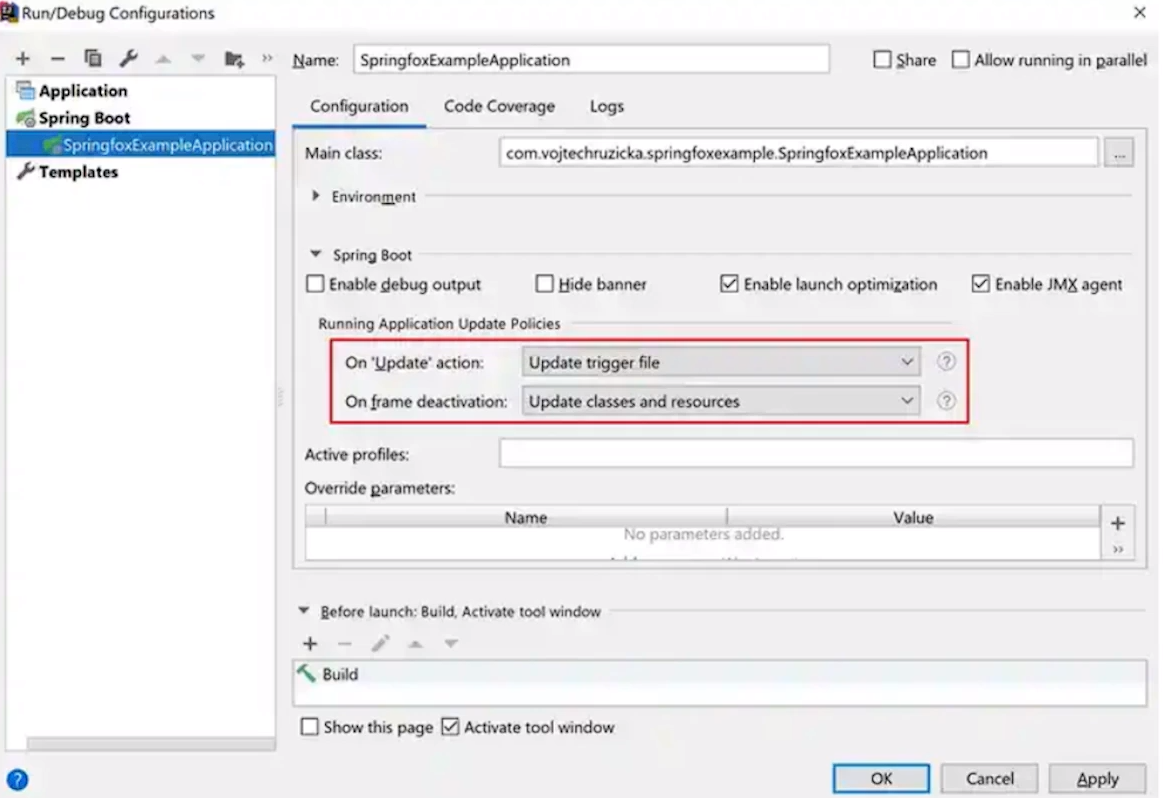 Run/Debug Configurations
Name: SpringfoxExampleApplication Share Allow running in parallel
Application
Spring Boot
SpringfoxExampleApplication
Templates
Configuration Code Coverage Logs
Main class: com.vojtechruzicka.springfoxexample.SpringfoxExampleApplication ...
Environment
Spring Boot
Enable debug output Hide banner Enable launch optimization Enable JMX agent
Running Application Update Policies
On 'Update' action: Update trigger file ?
On frame deactivation: Update classes and resources ?
Active profiles:
Override parameters:
Name Value
No parameters added.
Before launch: Build, Activate tool window
Build
Show this page Activate tool window
? OK Cancel Apply